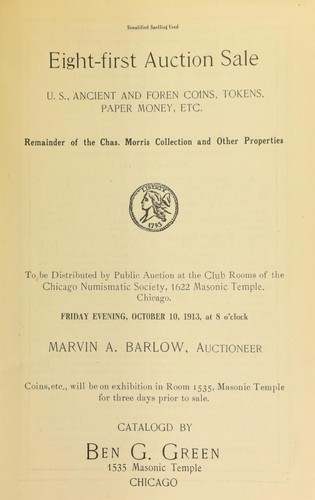 Simplified Spelling Used
Eight-first Auction Sale
U. S., ANCIENT AND FOREN COINS, TOKENS,
PAPER MONEY, ETC.
Remainder of the Chas. Morris Collection and Other Properties
LIBERTY
1793
To be Distributed by Public Auction at the Club Rooms of the
Chicago Numismatic Society, 1622 Masonic Temple.
Chicago.
FRIDAY EVENING, OCTOBER 10, 1913, at 8 o'clock
MARVIN A. BARLOW, AUCTIONEER
Coins, etc., will be on exhibition in Room 1535, Masonic Temple
for three days prior to sale.
CATALOGD BY
BEN G. GREEN
1535 Masonic Temple
CHICAGO